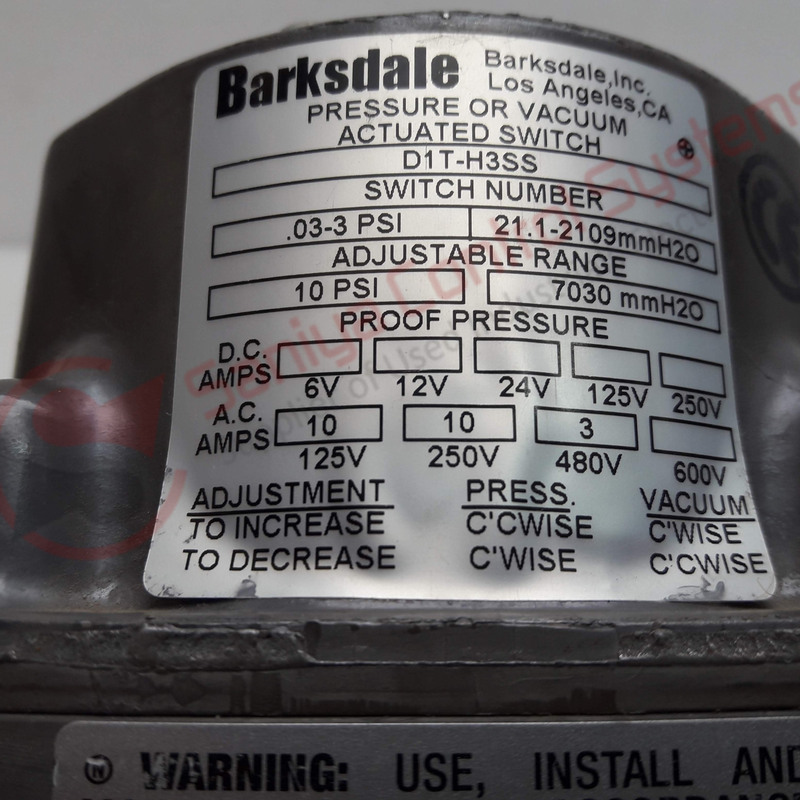 Barksdale Barksdale, Inc.
Los Angeles, CA
PRESSURE OR VACUUM
ACTUATED SWITCH
D1T-H3SS
SWITCH NUMBER
.03-3 PSI 21.1-2109mmH2O
ADJUSTABLE RANGE
10 PSI 7030 mmH2O
PROOF PRESSURE
D.C.
AMPS
6V 12V 24V 125V 250V
A.C.
AMPS 10 10 3
125V 250V 480V 600V
ADJUSTMENT PRESS. VACUUM
TO INCREASE C'CWISE C'WISE
TO DECREASE C'WISE C'CWISE
Saniya Control Systems
WARNING: USE, INSTALL AND